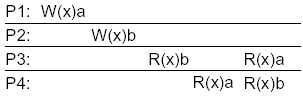 P1: W(x)a
P2: W(x)b
P3: R(x)b R(x)a
P4: R(x)a R(x)b